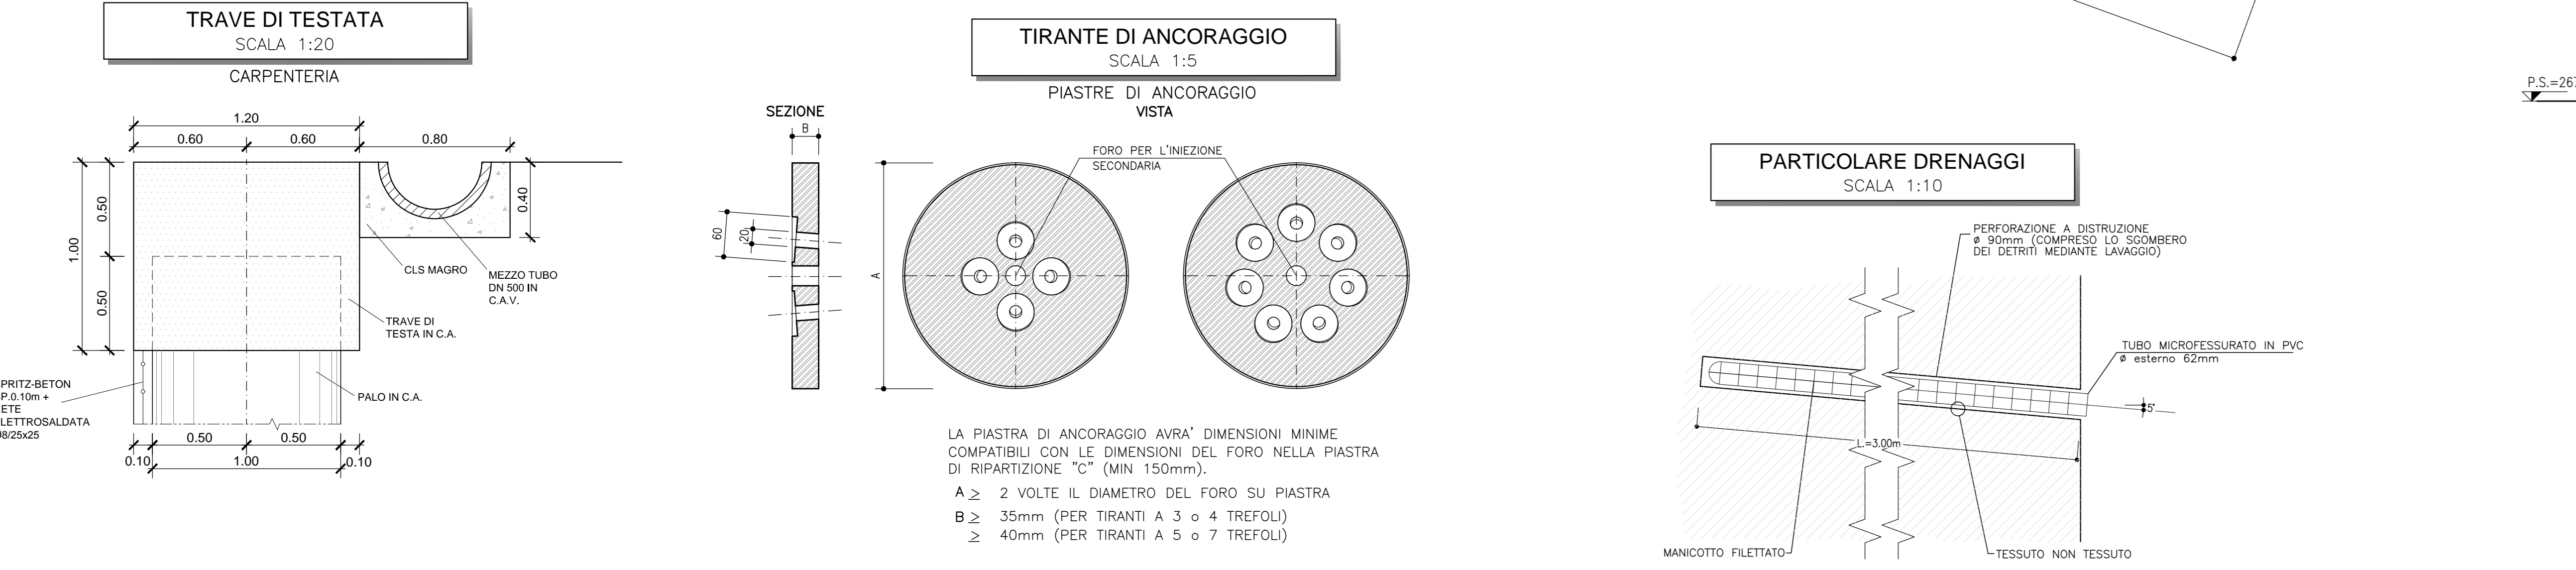 TRAVE DI TESTATA
SCALA 1:20
CARPENTERIA
1.20
0.60
0.60
0.80
0.50
1.00
0.50
0.40
CLS MAGRO
MEZZO TUBO
DN 500 IN
C.A.V.
TRAVE DI
TESTA IN C.A.
PRITZ-BETON
P.0.10m +
ETE
LETTROSALDATA
8/25x25
PALO IN C.A.
0.50
0.50
0.10
1.00
0.10
TIRANTE DI ANCORAGGIO
SCALA 1:5
PIASTRE DI ANCORAGGIO
SEZIONE
VISTA
B
FORO PER L'INIEZIONE
SECONDARIA
60
20
A
LA PIASTRA DI ANCORAGGIO AVRA' DIMENSIONI MINIME
COMPATIBILI CON LE DIMENSIONI DEL FORO NELLA PIASTRA
DI RIPARTIZIONE "C" (MIN 150mm).
A ≥ 2 VOLTE IL DIAMETRO DEL FORO SU PIASTRA
B ≥ 35mm (PER TIRANTI A 3 o 4 TREFOLI)
≥ 40mm (PER TIRANTI A 5 o 7 TREFOLI)
P.S.=267
PARTICOLARE DRENAGGI
SCALA 1:10
PERFORAZIONE A DISTRUZIONE
ø 90mm (COMPRESO LO SGOMBERO
DEI DETRITI MEDIANTE LAVAGGIO)
TUBO MICROFESSURATO IN PVC
ø esterno 62mm
5°
L.=3.00m
MANICOTTO FILETTATO
TESSUTO NON TESSUTO